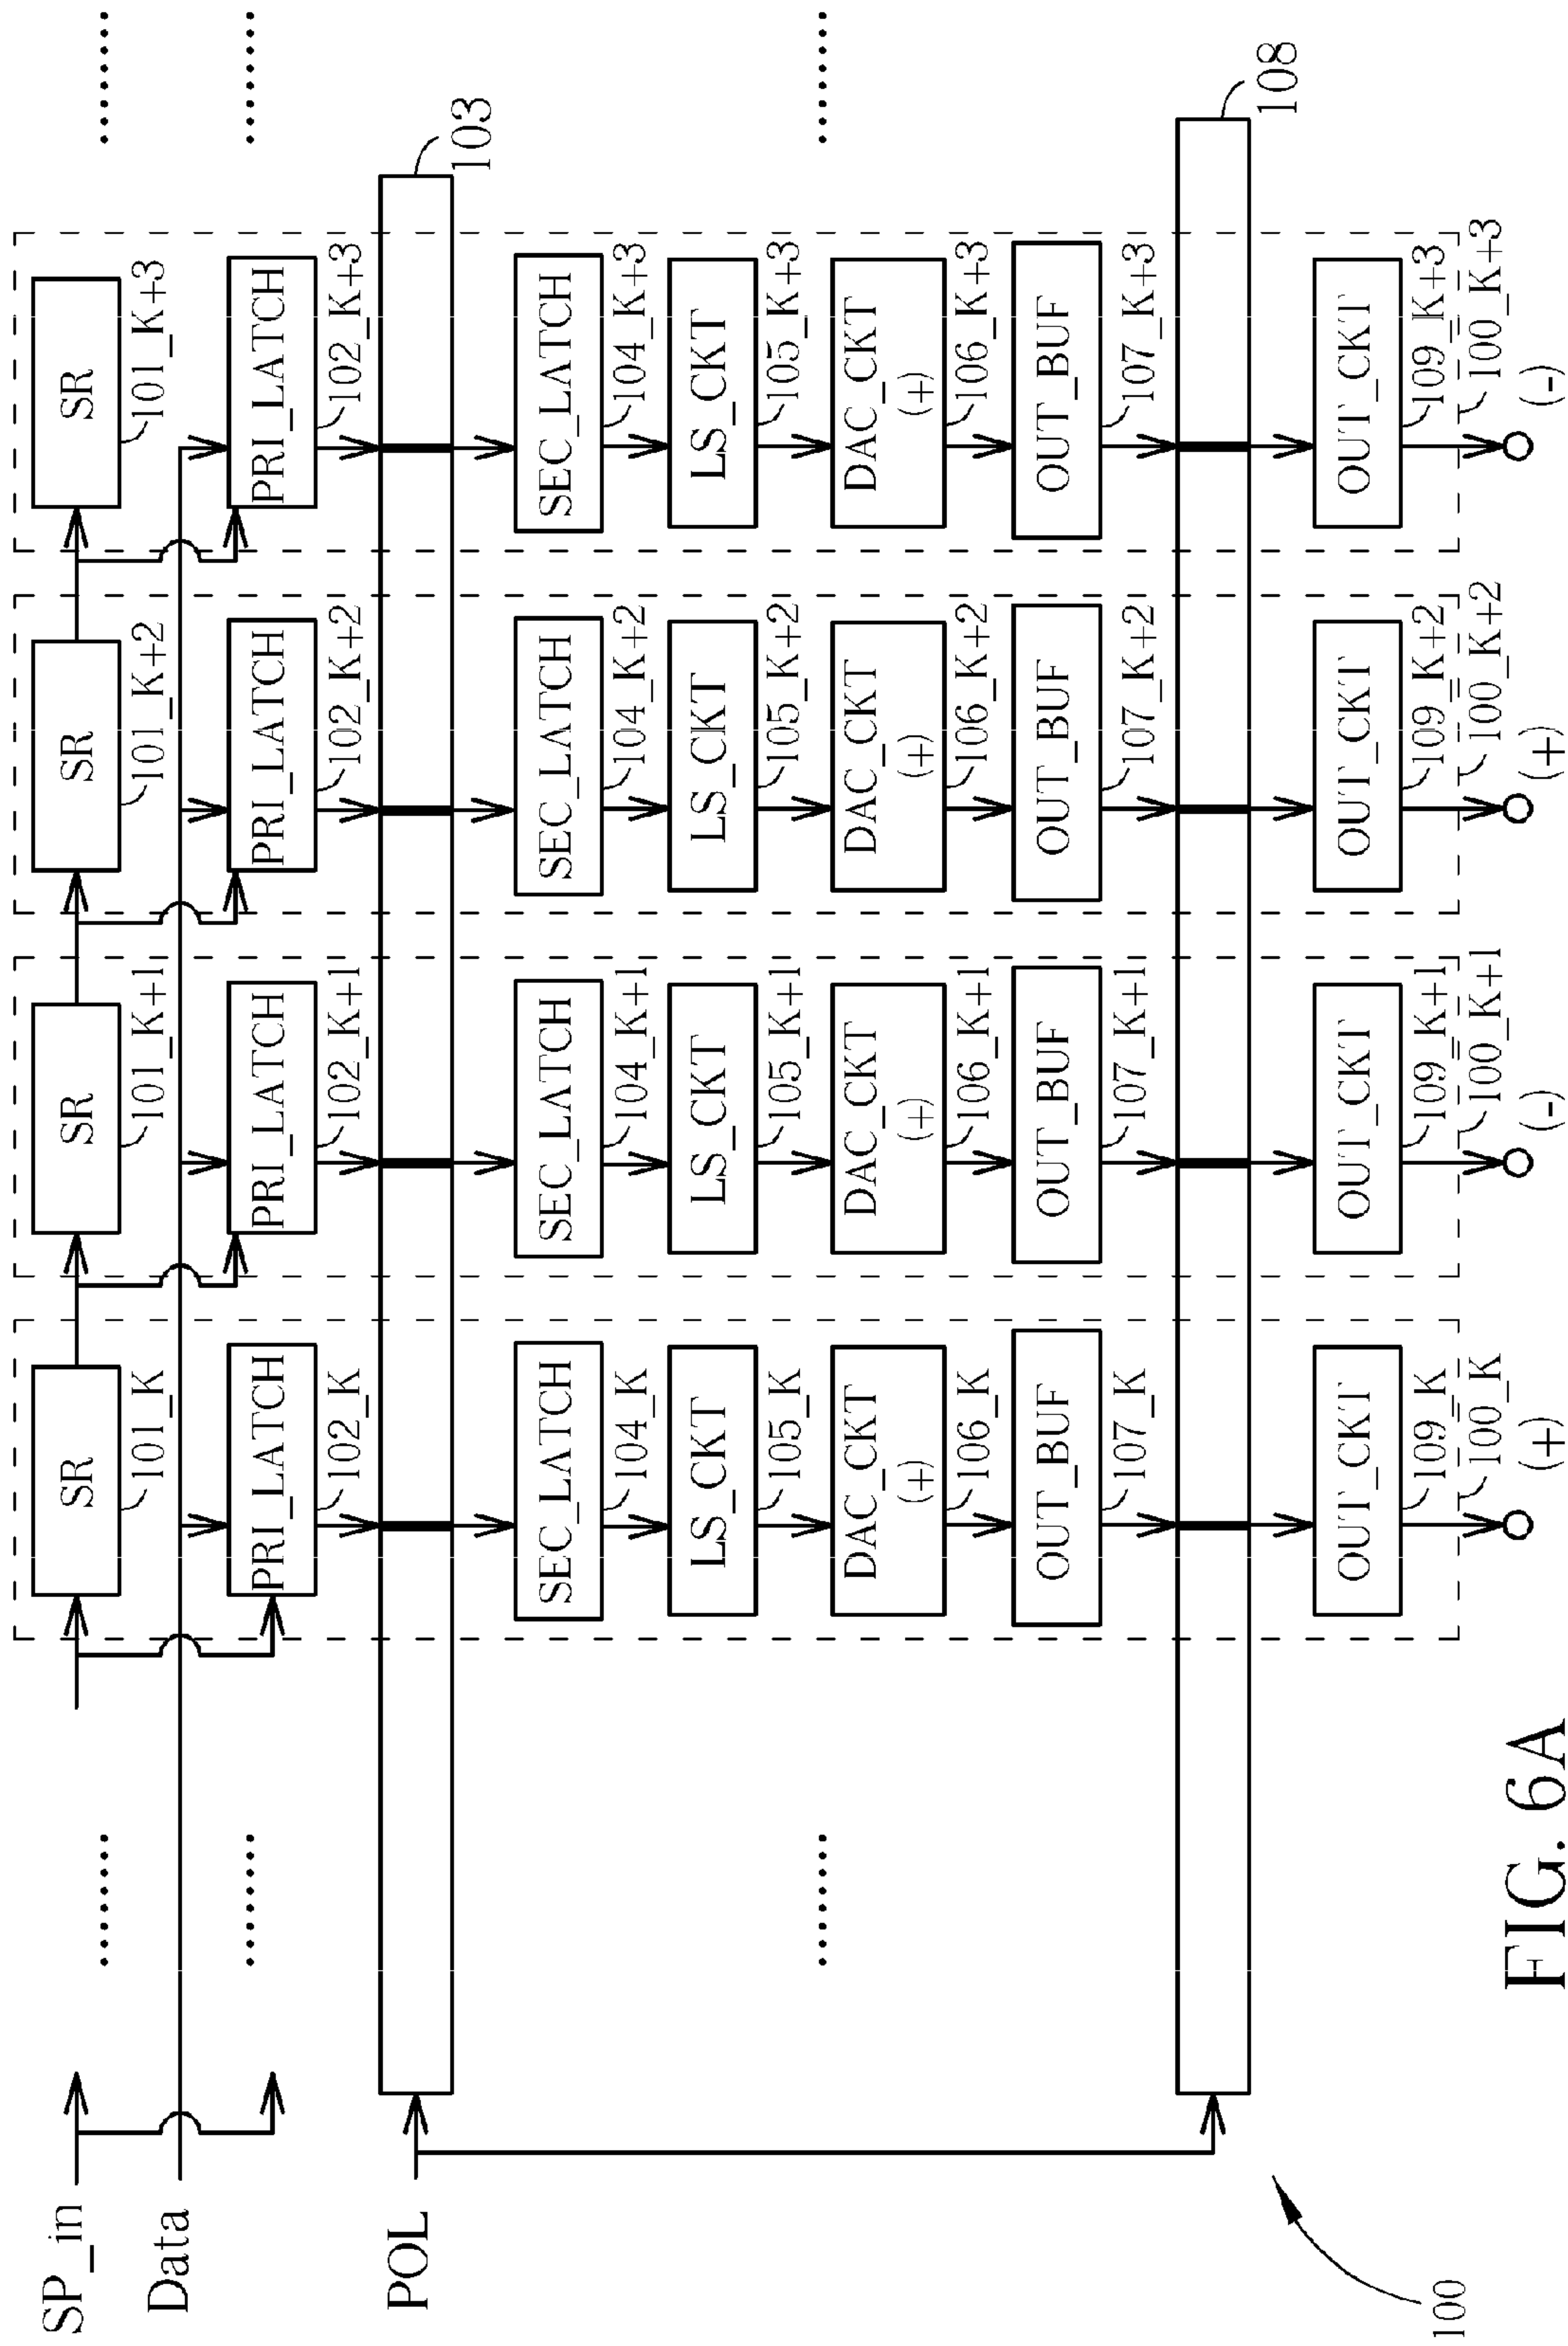 SP_in
Data
POL
SR
SR
SR
SR
101_K
101_K+1
101_K+2
101_K+3
PRI_LATCH
PRI_LATCH
PRI_LATCH
PRI_LATCH
102_K
102_K+1
102_K+2
102_K+3
103
SEC_LATCH
SEC_LATCH
SEC_LATCH
SEC_LATCH
104_K
104_K+1
104_K+2
104_K+3
LS_CKT
LS_CKT
LS_CKT
LS_CKT
105_K
105_K+1
105_K+2
105_K+3
DAC_CKT
(+)
DAC_CKT
(+)
DAC_CKT
(+)
DAC_CKT
(+)
106_K
106_K+1
106_K+2
106_K+3
OUT_BUF
OUT_BUF
OUT_BUF
OUT_BUF
107_K
107_K+1
107_K+2
107_K+3
108
OUT_CKT
OUT_CKT
OUT_CKT
OUT_CKT
109_K
109_K+1
109_K+2
109_K+3
100_K
100_K+1
100_K+2
100_K+3
(+)
(-)
(+)
(-)
100
FIG. 6A